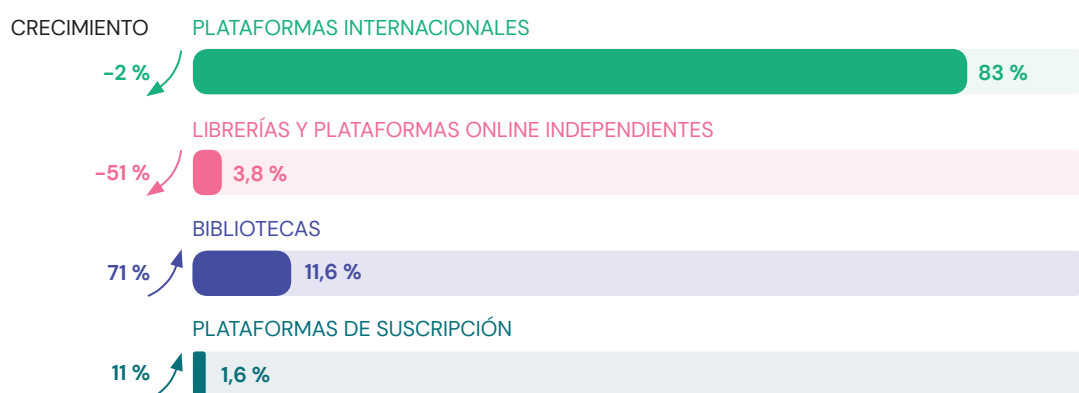 CRECIMIENTO PLATAFORMAS INTERNACIONALES
-2 % 83 %
LIBRERÍAS Y PLATAFORMAS ONLINE INDEPENDIENTES
-51 % 3,8 %
BIBLIOTECAS
71 % 11,6 %
PLATAFORMAS DE SUSCRIPCIÓN
11 % 1,6 %